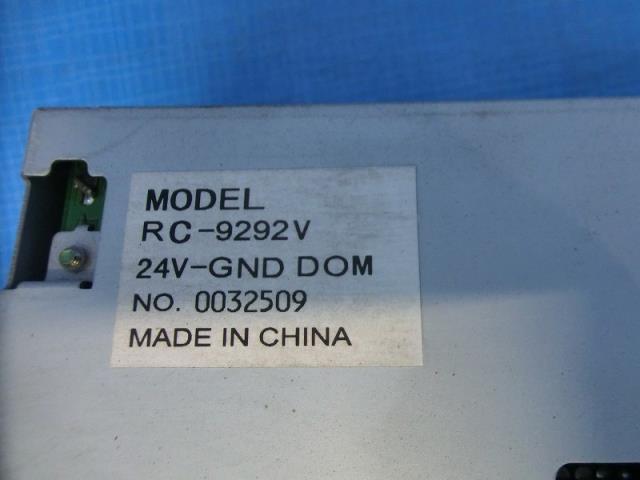 MODEL
RC-9292V
24V-GND DOM
NO. 0032509
MADE IN CHINA